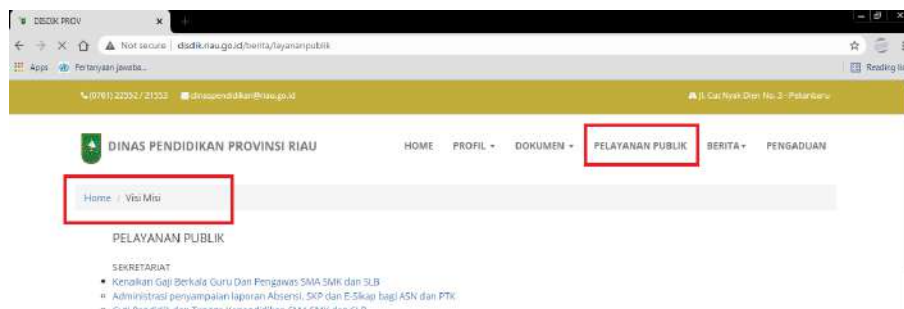 DISDIK PROV
Not secure | disdik.riau.go.id/berita/layananpublik
Apps Pertanyaan Jawaba...
Reading lis
(0761) 22552 / 21553 dinaspendidikan@riau.go.id Jl. Cut Nyak Dien No. 3 - Pekanbaru
DINAS PENDIDIKAN PROVINSI RIAU HOME PROFIL DOKUMEN PELAYANAN PUBLIK BERITA PENGADUAN
Home / Visi Misi
PELAYANAN PUBLIK
SEKRETARIAT
Kenaikan Gaji Berkala Guru Dan Pengawas SMA SMK dan SLB
Administrasi penyampaian laporan Absensi, SKP dan E-Sikap bagi ASN dan PTK